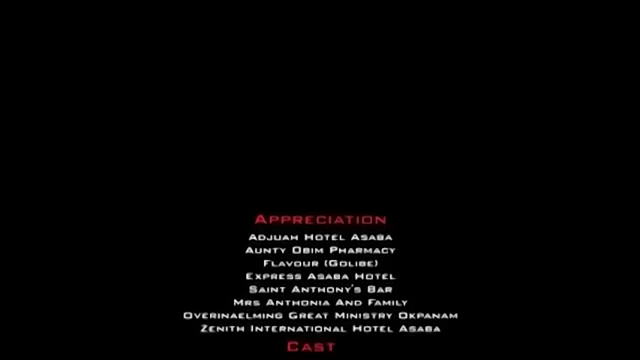 Appreciation
Adjuah Hotel Asaba
Aunty Obim Pharmacy
Flavour (Golibe)
Express Asaba Hotel
Saint Anthony's Bar
Mrs Anthonia And Family
Overinaelming Great Ministry Okpanam
Zenith International Hotel Asaba
Cast